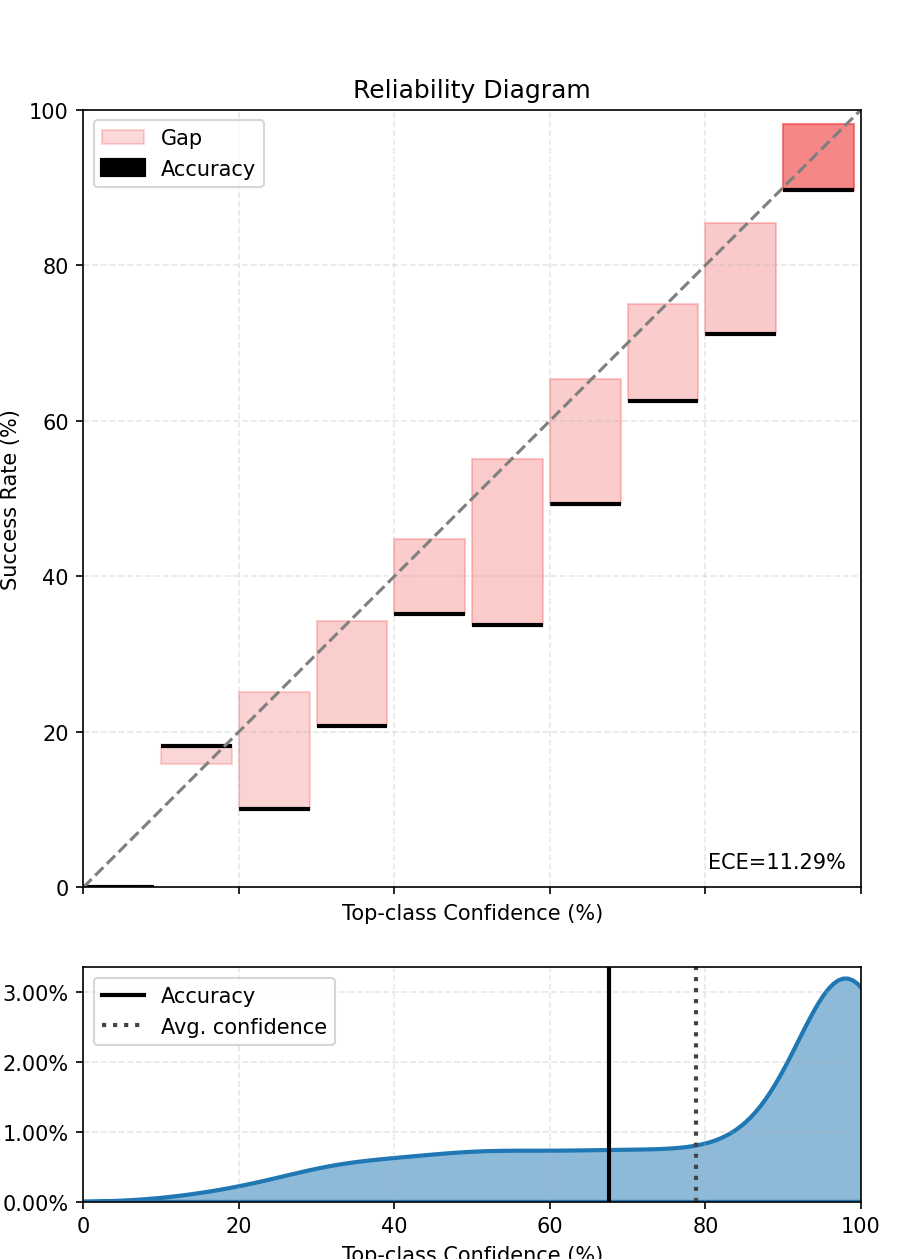 Reliability Diagram
100
80
60
40
20
0
Success Rate (%)
Gap
Accuracy
ECE=11.29%
Top-class Confidence (%)
3.00%
2.00%
1.00%
0.00%
Accuracy
Avg. confidence
0
20
40
60
80
100
Top-class Confidence (%)